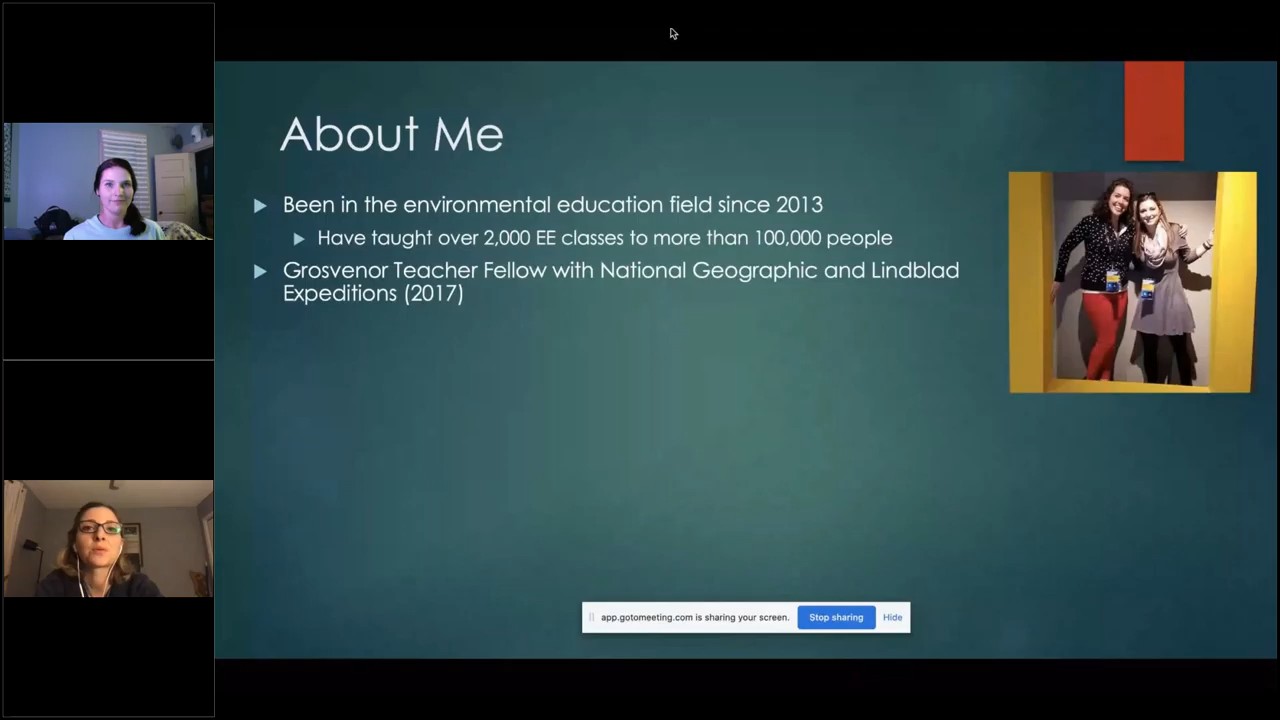 About Me
Been in the environmental education field since 2013
Have taught over 2,000 EE classes to more than 100,000 people
Grosvenor Teacher Fellow with National Geographic and Lindblad
Expeditions (2017)
app.gotomeeting.com is sharing your screen. Stop sharing Hide